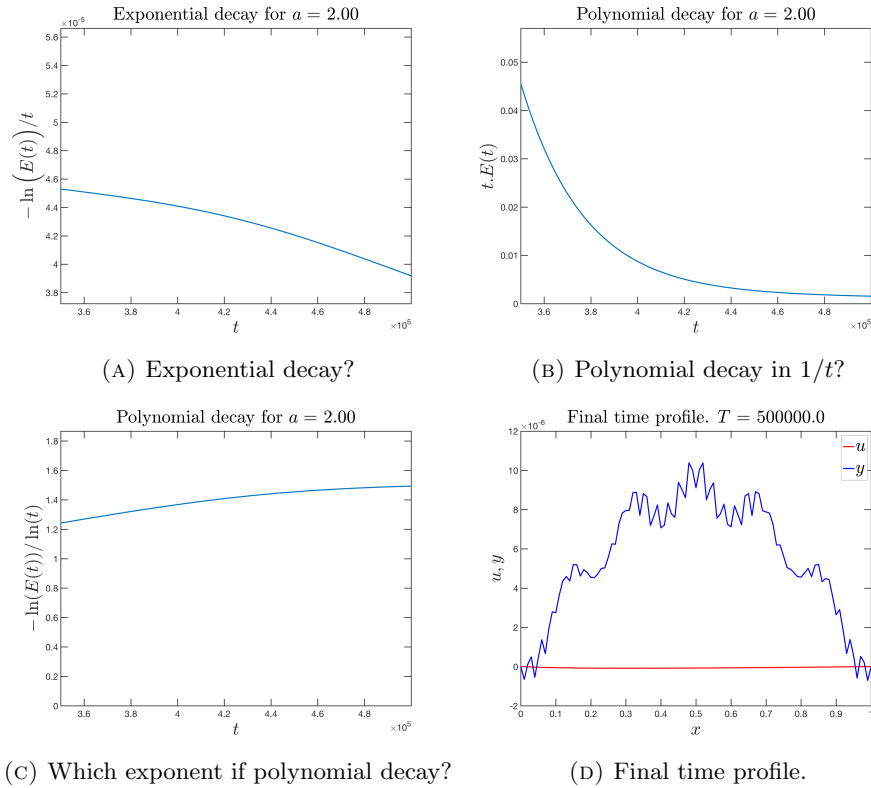 Exponential decay for a = 2.00
×10⁻⁵
5.6
5.4
5.2
5
4.8
4.6
4.4
4.2
4
3.8
− ln (E(t))/t
3.6 3.8 4 4.2 4.4 4.6 4.8
×10⁵
t
(A) Exponential decay?
Polynomial decay for a = 2.00
0.05
0.04
0.03
0.02
0.01
0
t.E(t)
3.6 3.8 4 4.2 4.4 4.6 4.8
×10⁵
t
(B) Polynomial decay in 1/t?
Polynomial decay for a = 2.00
1.8
1.6
1.4
1.2
1
0.8
0.6
0.4
0.2
0
− ln(E(t))/ ln(t)
3.6 3.8 4 4.2 4.4 4.6 4.8
×10⁵
t
(C) Which exponent if polynomial decay?
Final time profile. T = 500000.0
×10⁻⁶
12
10
8
6
4
2
0
-2
u, y
u
y
0 0.1 0.2 0.3 0.4 0.5 0.6 0.7 0.8 0.9 1
x
(D) Final time profile.